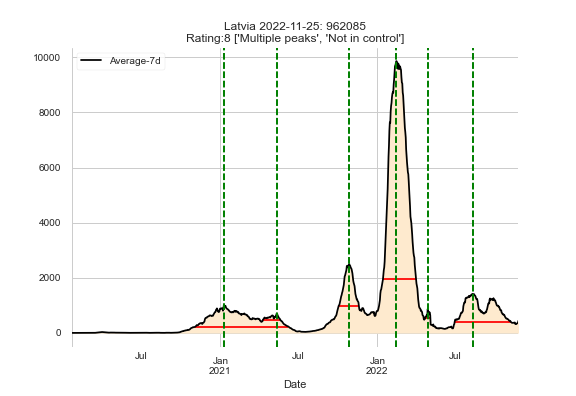 Latvia 2022-11-25: 962085
Rating:8 ['Multiple peaks', 'Not in control']
Average-7d
10000
8000
6000
4000
2000
0
Jul
Jan
2021
Jul
Jan
2022
Jul
Date